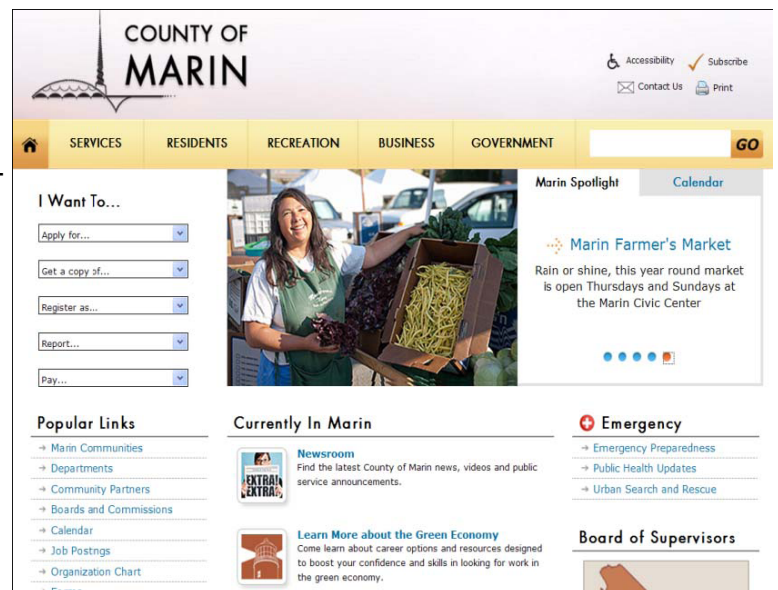 COUNTY OF
MARIN
Accessibility
Subscribe
Contact Us
Print
SERVICES
RESIDENTS
RECREATION
BUSINESS
GOVERNMENT
GO
I Want To...
Apply for...
Get a copy of...
Register as...
Report...
Pay...
Marin Spotlight
Calendar
Marin Farmer's Market
Rain or shine, this year round market
is open Thursdays and Sundays at
the Marin Civic Center
Popular Links
Marin Communities
Departments
Community Partners
Boards and Commissions
Calendar
Job Postngs
Organization Chart
Currently In Marin
EXTRA!
EXTRA!
Newsroom
Find the latest County of Marin news, videos and public
service announcements.
Learn More about the Green Economy
Come learn about career options and resources designed
to boost your confidence and skills in looking for work in
the green economy.
Emergency
Emergency Preparedness
Public Health Updates
Urban Search and Rescue
Board of Supervisors